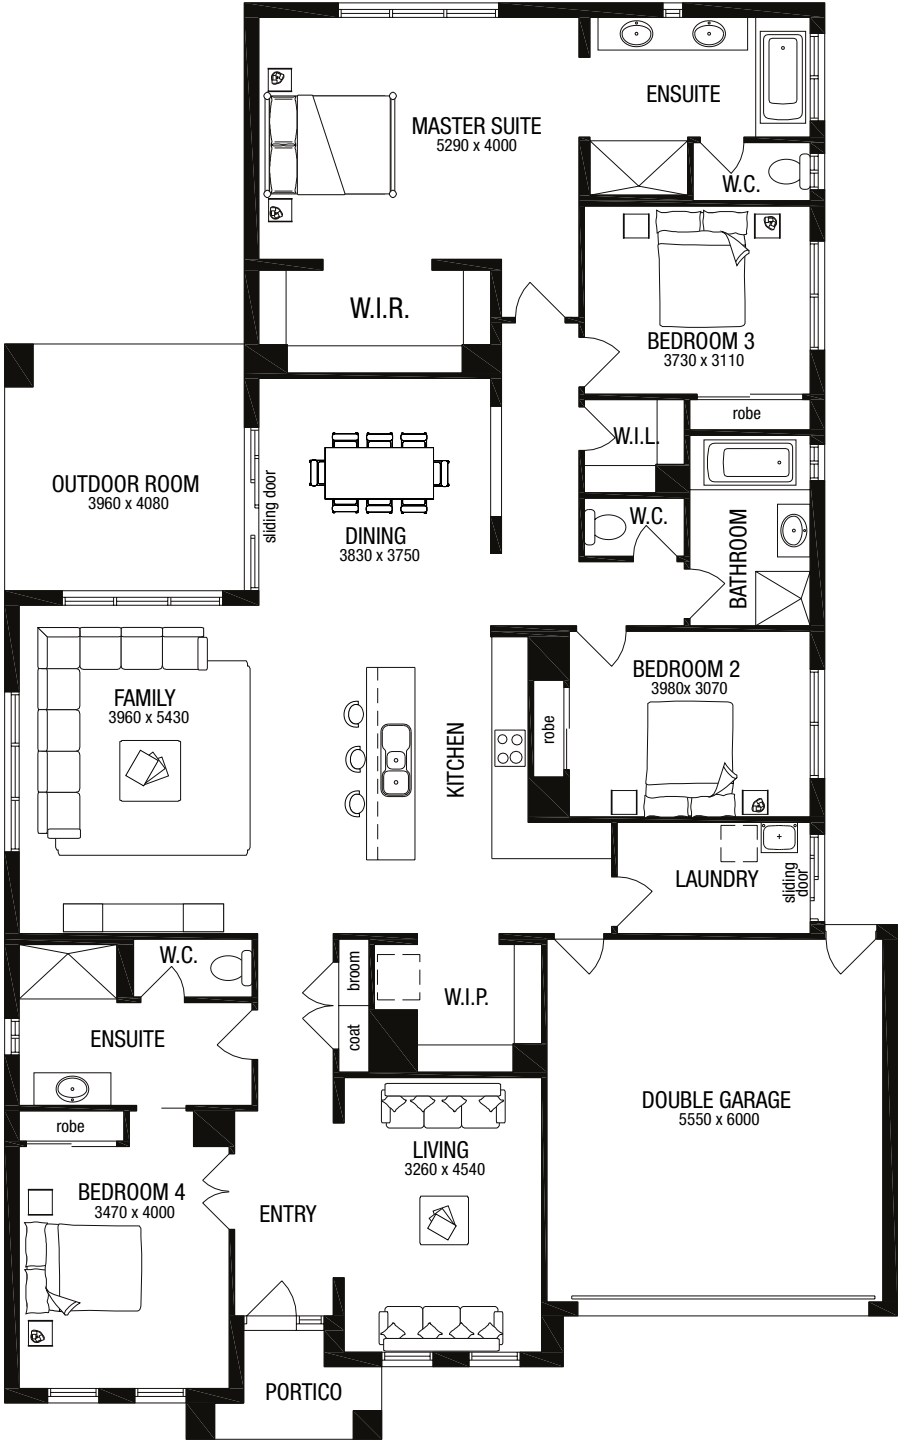 ENSUITE
MASTER SUITE
5290 x 4000
W.C.
W.I.R.
BEDROOM 3
3730 x 3110
robe
W.I.L.
OUTDOOR ROOM
3960 x 4080
sliding door
DINING
3830 x 3750
W.C.
BATHROOM
FAMILY
3960 x 5430
KITCHEN
BEDROOM 2
3980x 3070
robe
LAUNDRY
sliding
door
W.C.
broom
W.I.P.
ENSUITE
coat
robe
DOUBLE GARAGE
5550 x 6000
LIVING
3260 x 4540
BEDROOM 4
3470 x 4000
ENTRY
PORTICO